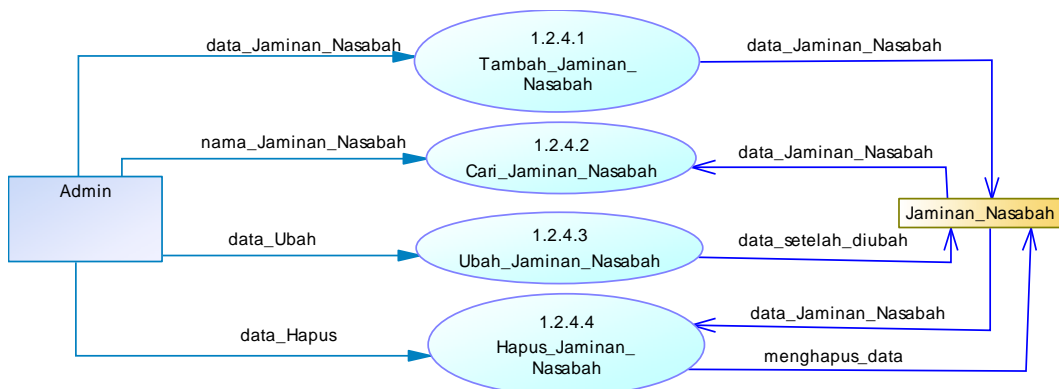 1.2.4.1
data_Jaminan_Nasabah
Tambah_Jaminan_
Nasabah
data_Jaminan_Nasabah
nama_Jaminan_Nasabah
1.2.4.2
Cari_Jaminan_Nasabah
data_Jaminan_Nasabah
Admin
Jaminan_Nasabah
data_Ubah
1.2.4.3
Ubah_Jaminan_Nasabah
data_setelah_diubah
data_Hapus
1.2.4.4
Hapus_Jaminan_
Nasabah
data_Jaminan_Nasabah
menghapus_data